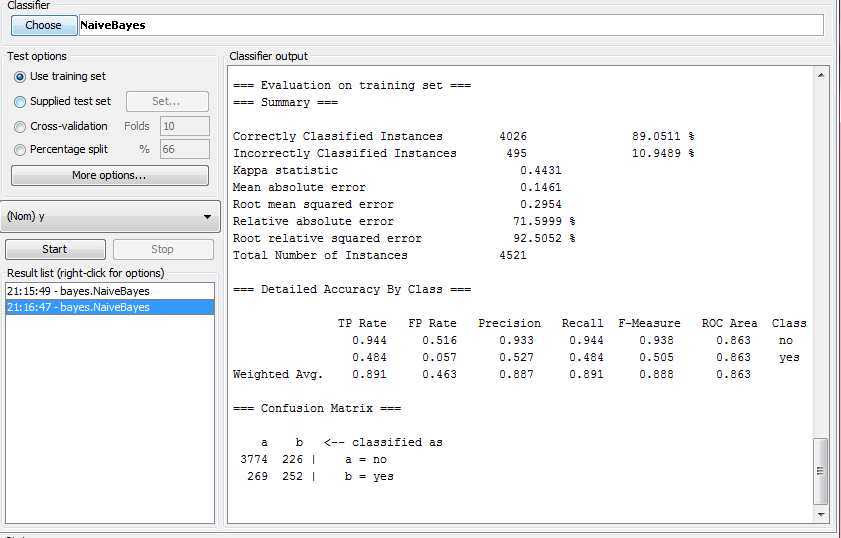 Classifier
Choose NaiveBayes
Test options
Use training set
Supplied test set Set...
Cross-validation Folds 10
Percentage split % 66
More options...
(Nom) y
Start Stop
Result list (right-click for options)
21:15:49 - bayes.NaiveBayes
21:16:47 - bayes.NaiveBayes
Classifier output
=== Evaluation on training set ===
=== Summary ===
Correctly Classified Instances 4026 89.0511 %
Incorrectly Classified Instances 495 10.9489 %
Kappa statistic 0.4431
Mean absolute error 0.1461
Root mean squared error 0.2954
Relative absolute error 71.5999 %
Root relative squared error 92.5052 %
Total Number of Instances 4521
=== Detailed Accuracy By Class ===
TP Rate FP Rate Precision Recall F-Measure ROC Area Class
0.944 0.516 0.933 0.944 0.938 0.863 no
0.484 0.057 0.527 0.484 0.505 0.863 yes
Weighted Avg. 0.891 0.463 0.887 0.891 0.888 0.863
=== Confusion Matrix ===
a b <-- classified as
3774 226 | a = no
269 252 | b = yes